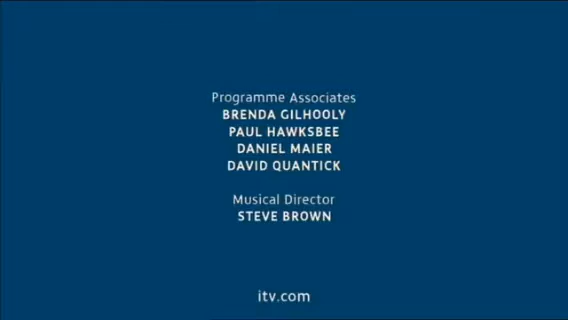 Programme Associates
BRENDA GILHOOLY
PAUL HAWKSBEE
DANIEL MAIER
DAVID QUANTICK
Musical Director
STEVE BROWN
itv.com